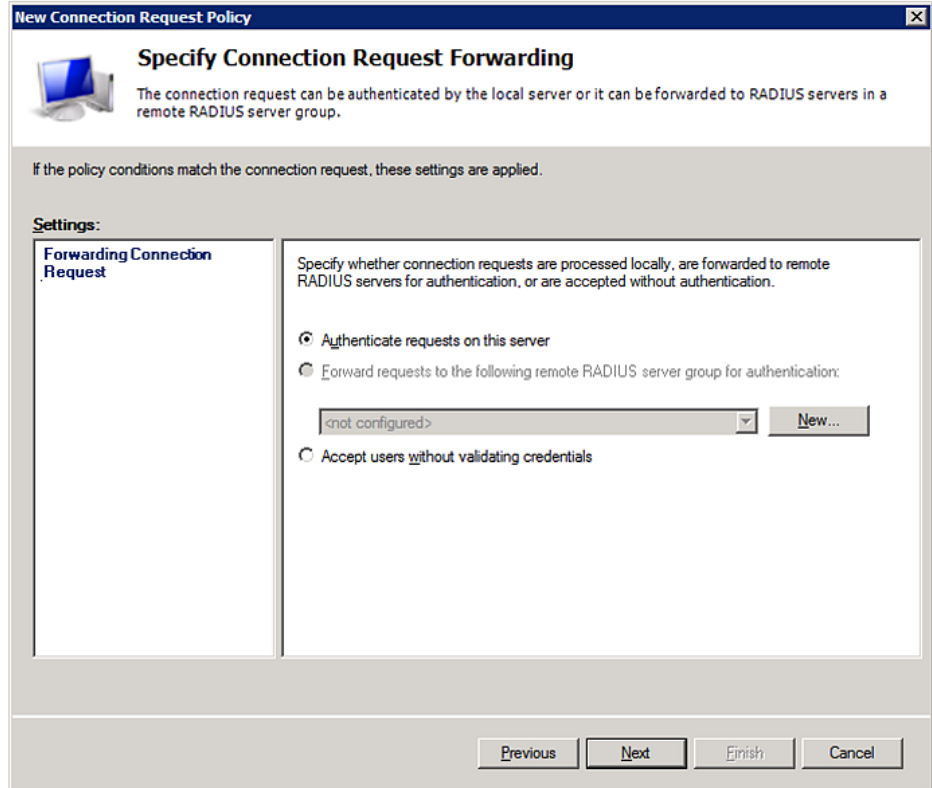 New Connection Request Policy
Specify Connection Request Forwarding
The connection request can be authenticated by the local server or it can be forwarded to RADIUS servers in a
remote RADIUS server group.
If the policy conditions match the connection request, these settings are applied.
Settings:
Forwarding Connection
Request
Specify whether connection requests are processed locally, are forwarded to remote
RADIUS servers for authentication, or are accepted without authentication.
Authenticate requests on this server
Forward requests to the following remote RADIUS server group for authentication:
<not configured>
New...
Accept users without validating credentials
Previous
Next
Finish
Cancel